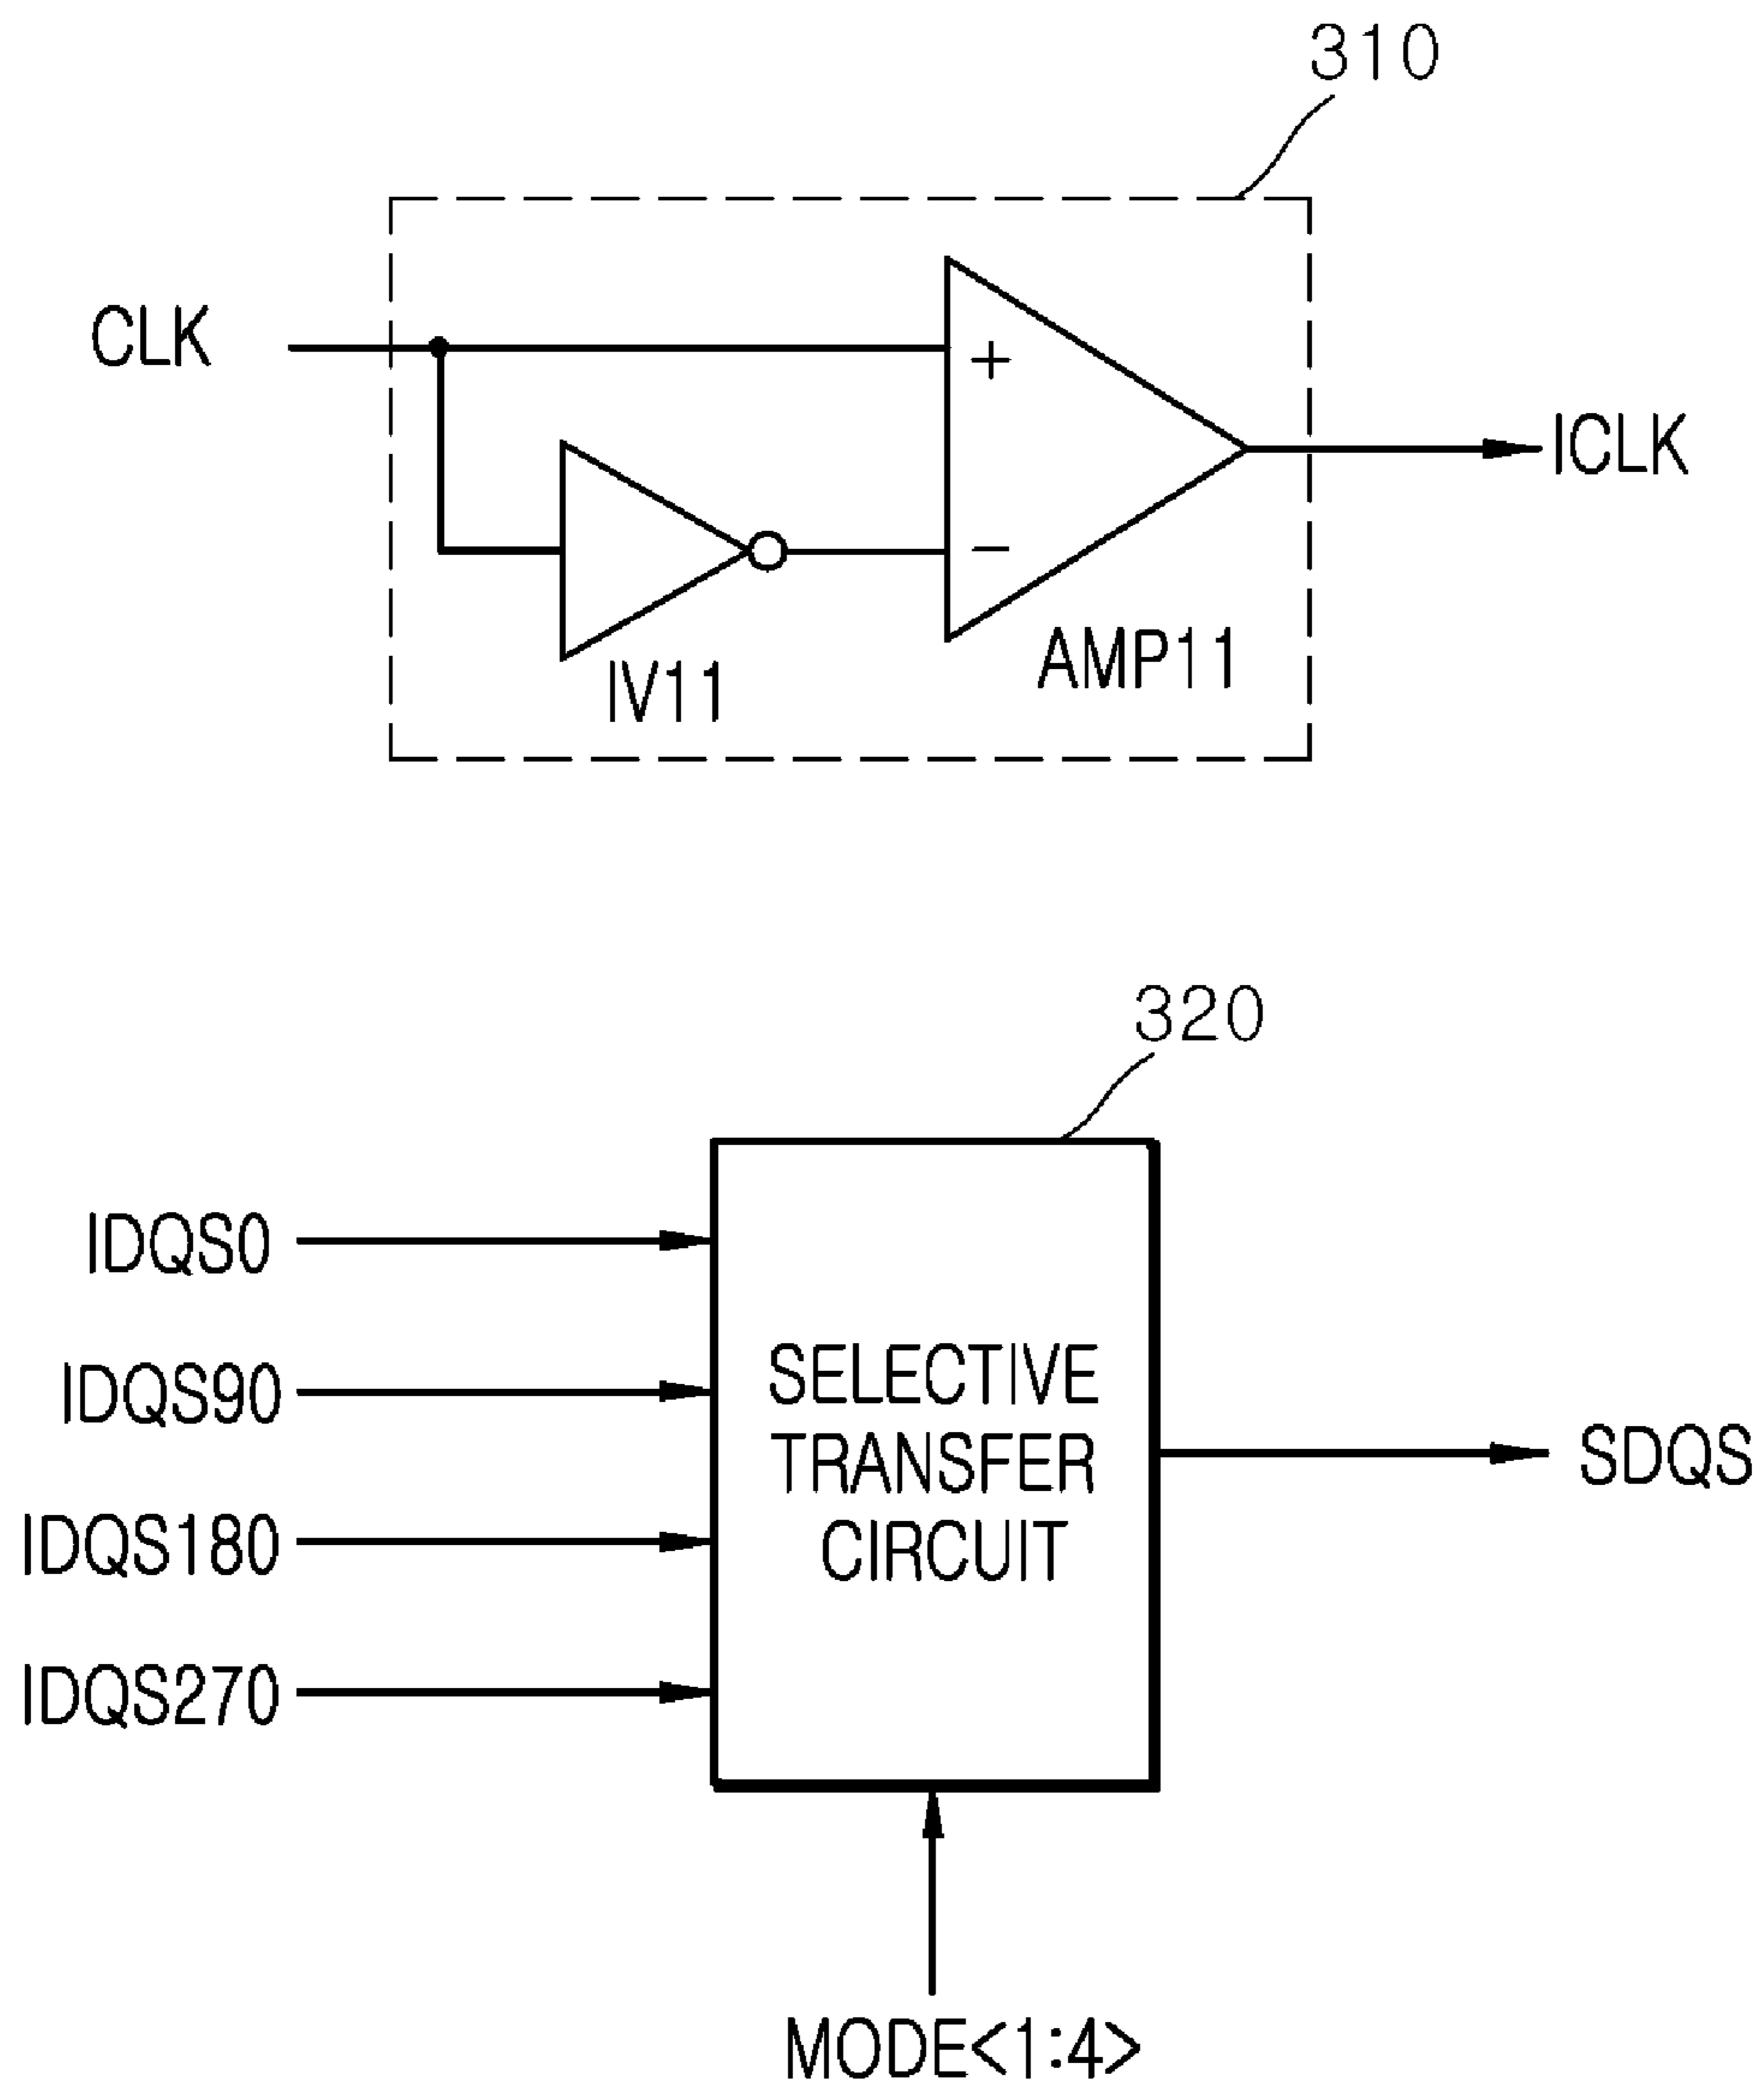 310
CLK
+
ICLK
−
AMP11
IV11
320
IDQS0
IDQS90
SELECTIVE
TRANSFER
CIRCUIT
SDQS
IDQS180
IDQS270
MODE<1:4>